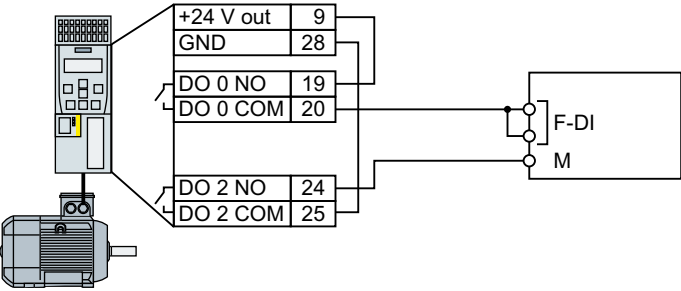 +24 V out 9
GND 28
DO 0 NO 19
DO 0 COM 20
F-DI
M
DO 2 NO 24
DO 2 COM 25